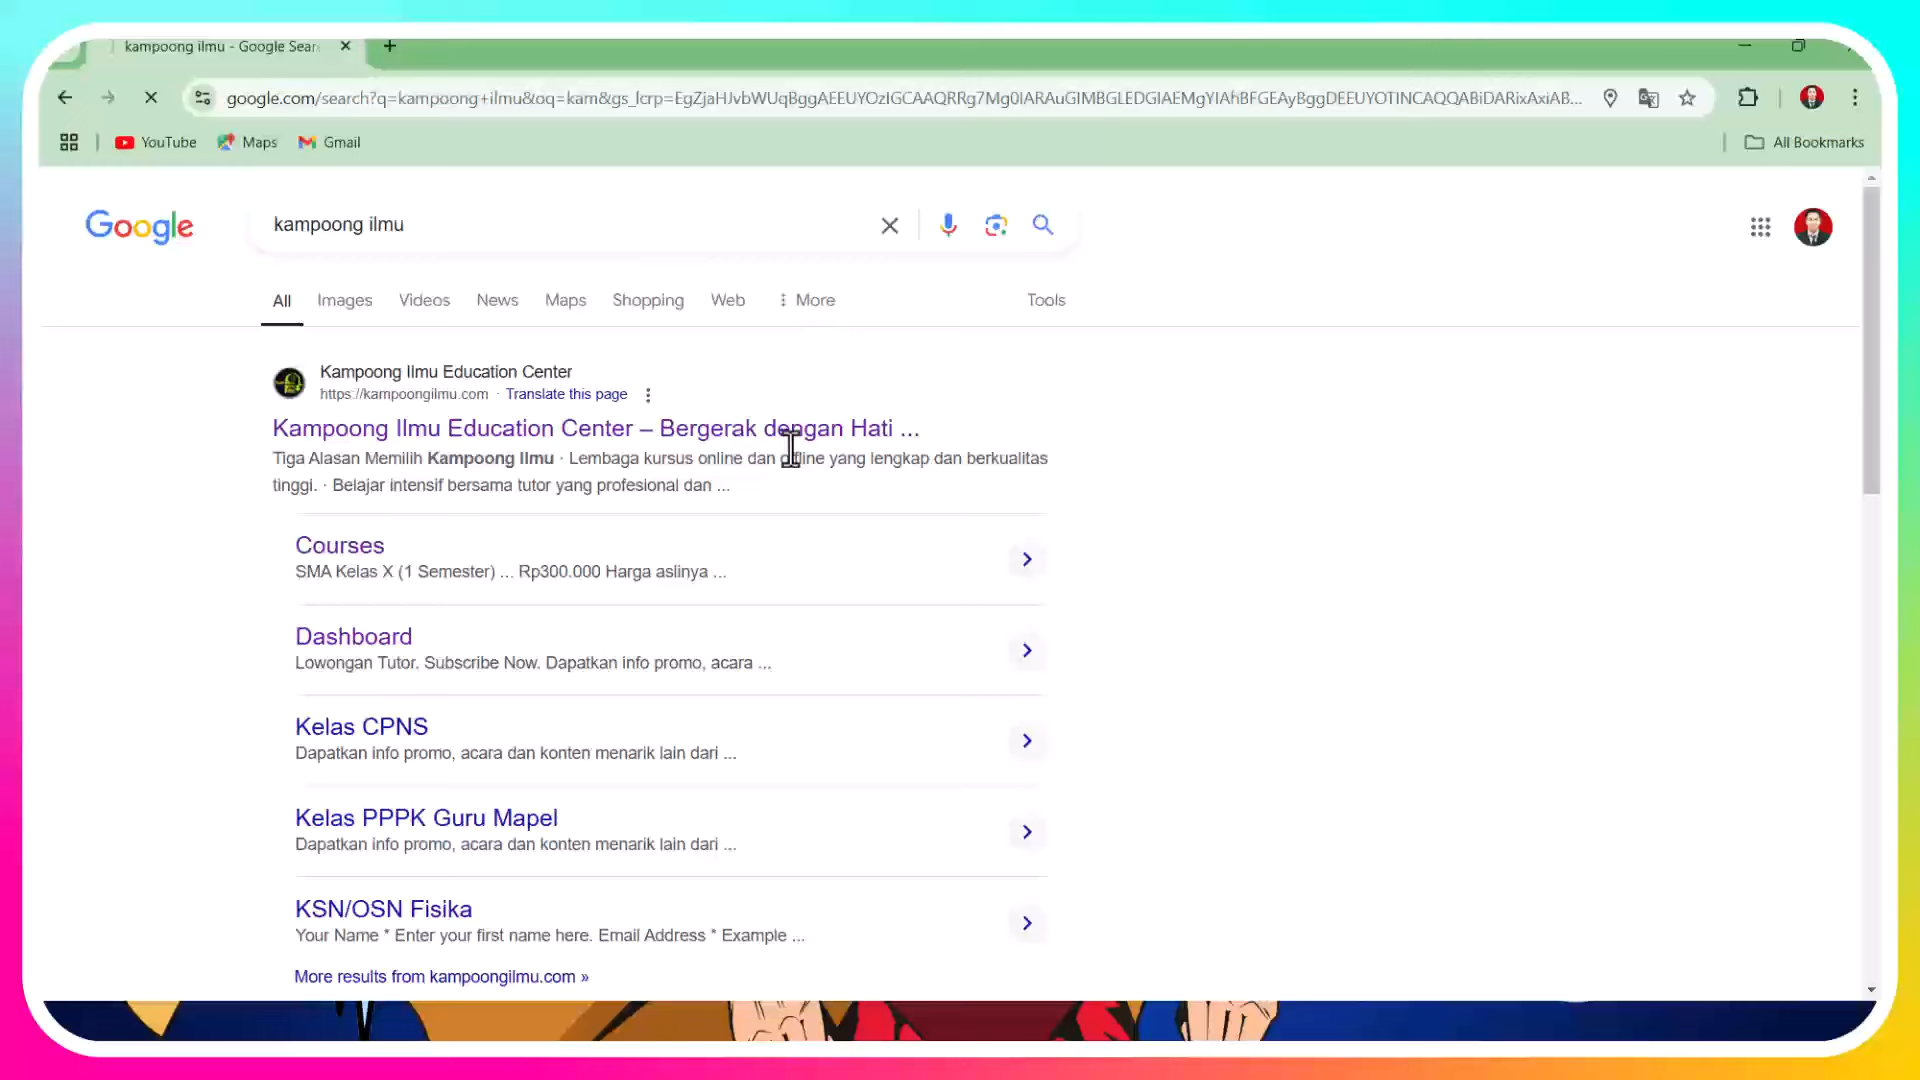 kampoong ilmu - Google Sear
google.com/search?q=kampoong+ilmu&oq=kam&gs_lcrp=EgZjaHJvbWUqBggAEEUYOzIGCAAQRRg7Mg0IARAuGIMBGLEDGIAEMgYIAhBFGEAyBggDEEUYOTINCAQQABiDARixAxiAB...
YouTube
Maps
Gmail
All Bookmarks
Google
kampoong ilmu
All
Images
Videos
News
Maps
Shopping
Web
More
Tools
Kampoong Ilmu Education Center
https://kampoongilmu.com · Translate this page
Kampoong Ilmu Education Center – Bergerak dengan Hati ...
Tiga Alasan Memilih Kampoong Ilmu · Lembaga kursus online dan offline yang lengkap dan berkualitas
tinggi. · Belajar intensif bersama tutor yang profesional dan ...
Courses
SMA Kelas X (1 Semester) ... Rp300.000 Harga aslinya ...
Dashboard
Lowongan Tutor. Subscribe Now. Dapatkan info promo, acara ...
Kelas CPNS
Dapatkan info promo, acara dan konten menarik lain dari ...
Kelas PPPK Guru Mapel
Dapatkan info promo, acara dan konten menarik lain dari ...
KSN/OSN Fisika
Your Name * Enter your first name here. Email Address * Example ...
More results from kampoongilmu.com »